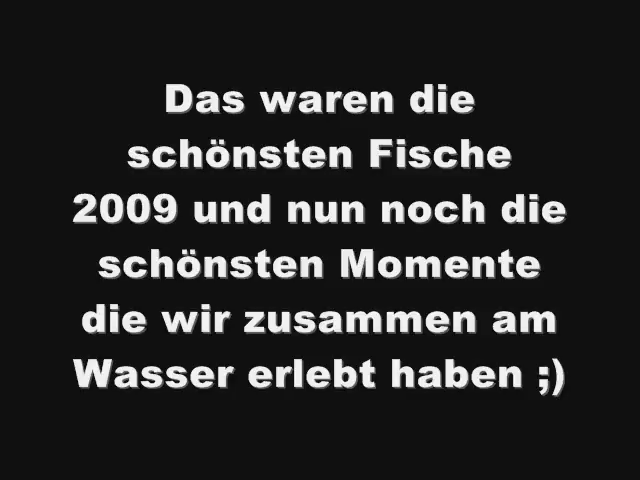 Das waren die
schönsten Fische
2009 und nun noch die
schönsten Momente
die wir zusammen am
Wasser erlebt haben ;)